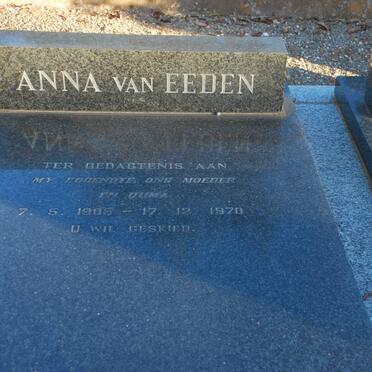 ANNA VAN EEDEN
TER GEDAGTENIS AAN
MY EGGENOTE, ONS MOEDER
EN OUMA
7. 5. 1905 - 17. 12. 1970
U WIL GESKIED.